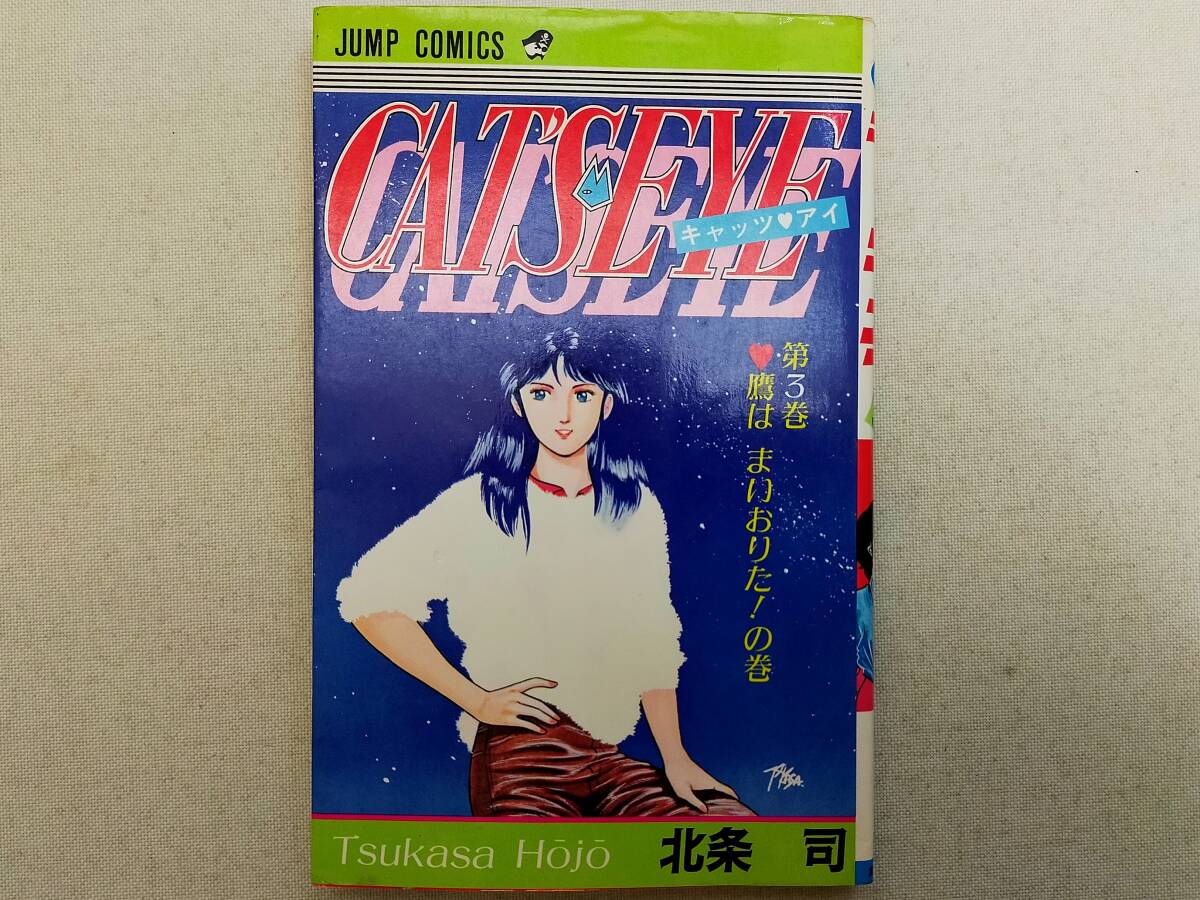 JUMP COMICS
CAT'S♥EYE
キャッツ♥アイ
第3巻
♥鷹は まいおりた!の巻
Tsukasa Hōjō 北条 司